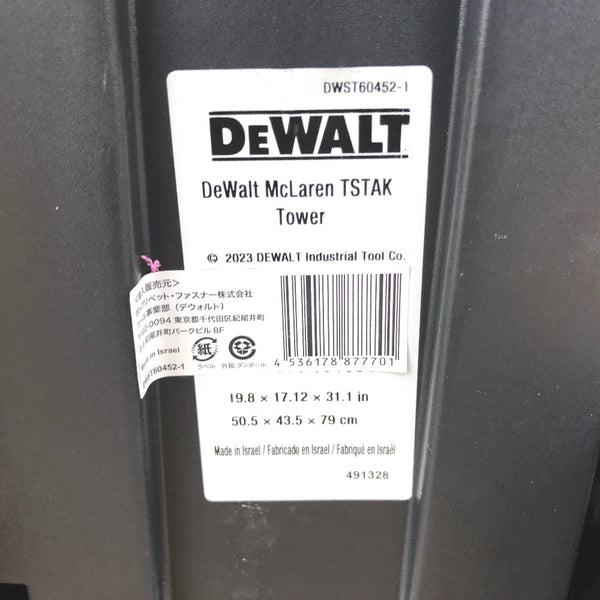 DWST60452-1
DEWALT
DeWalt McLaren TSTAK
Tower
© 2023 DEWALT Industrial Tool Co.
入販売元>
リベット・ファスナー株式会社
事業部（デウォルト）
-0094 東京都千代田区紀尾井町
紀尾井町パークビル 8F
Made in Israel
DWST60452-1
紙
ラベル
外箱:ダンボール
4 536178 877701
19.8 × 17.12 × 31.1 in
50.5 × 43.5 × 79 cm
Made in Israel / Fabricado en Israel / Fabriqué en Israël
491328